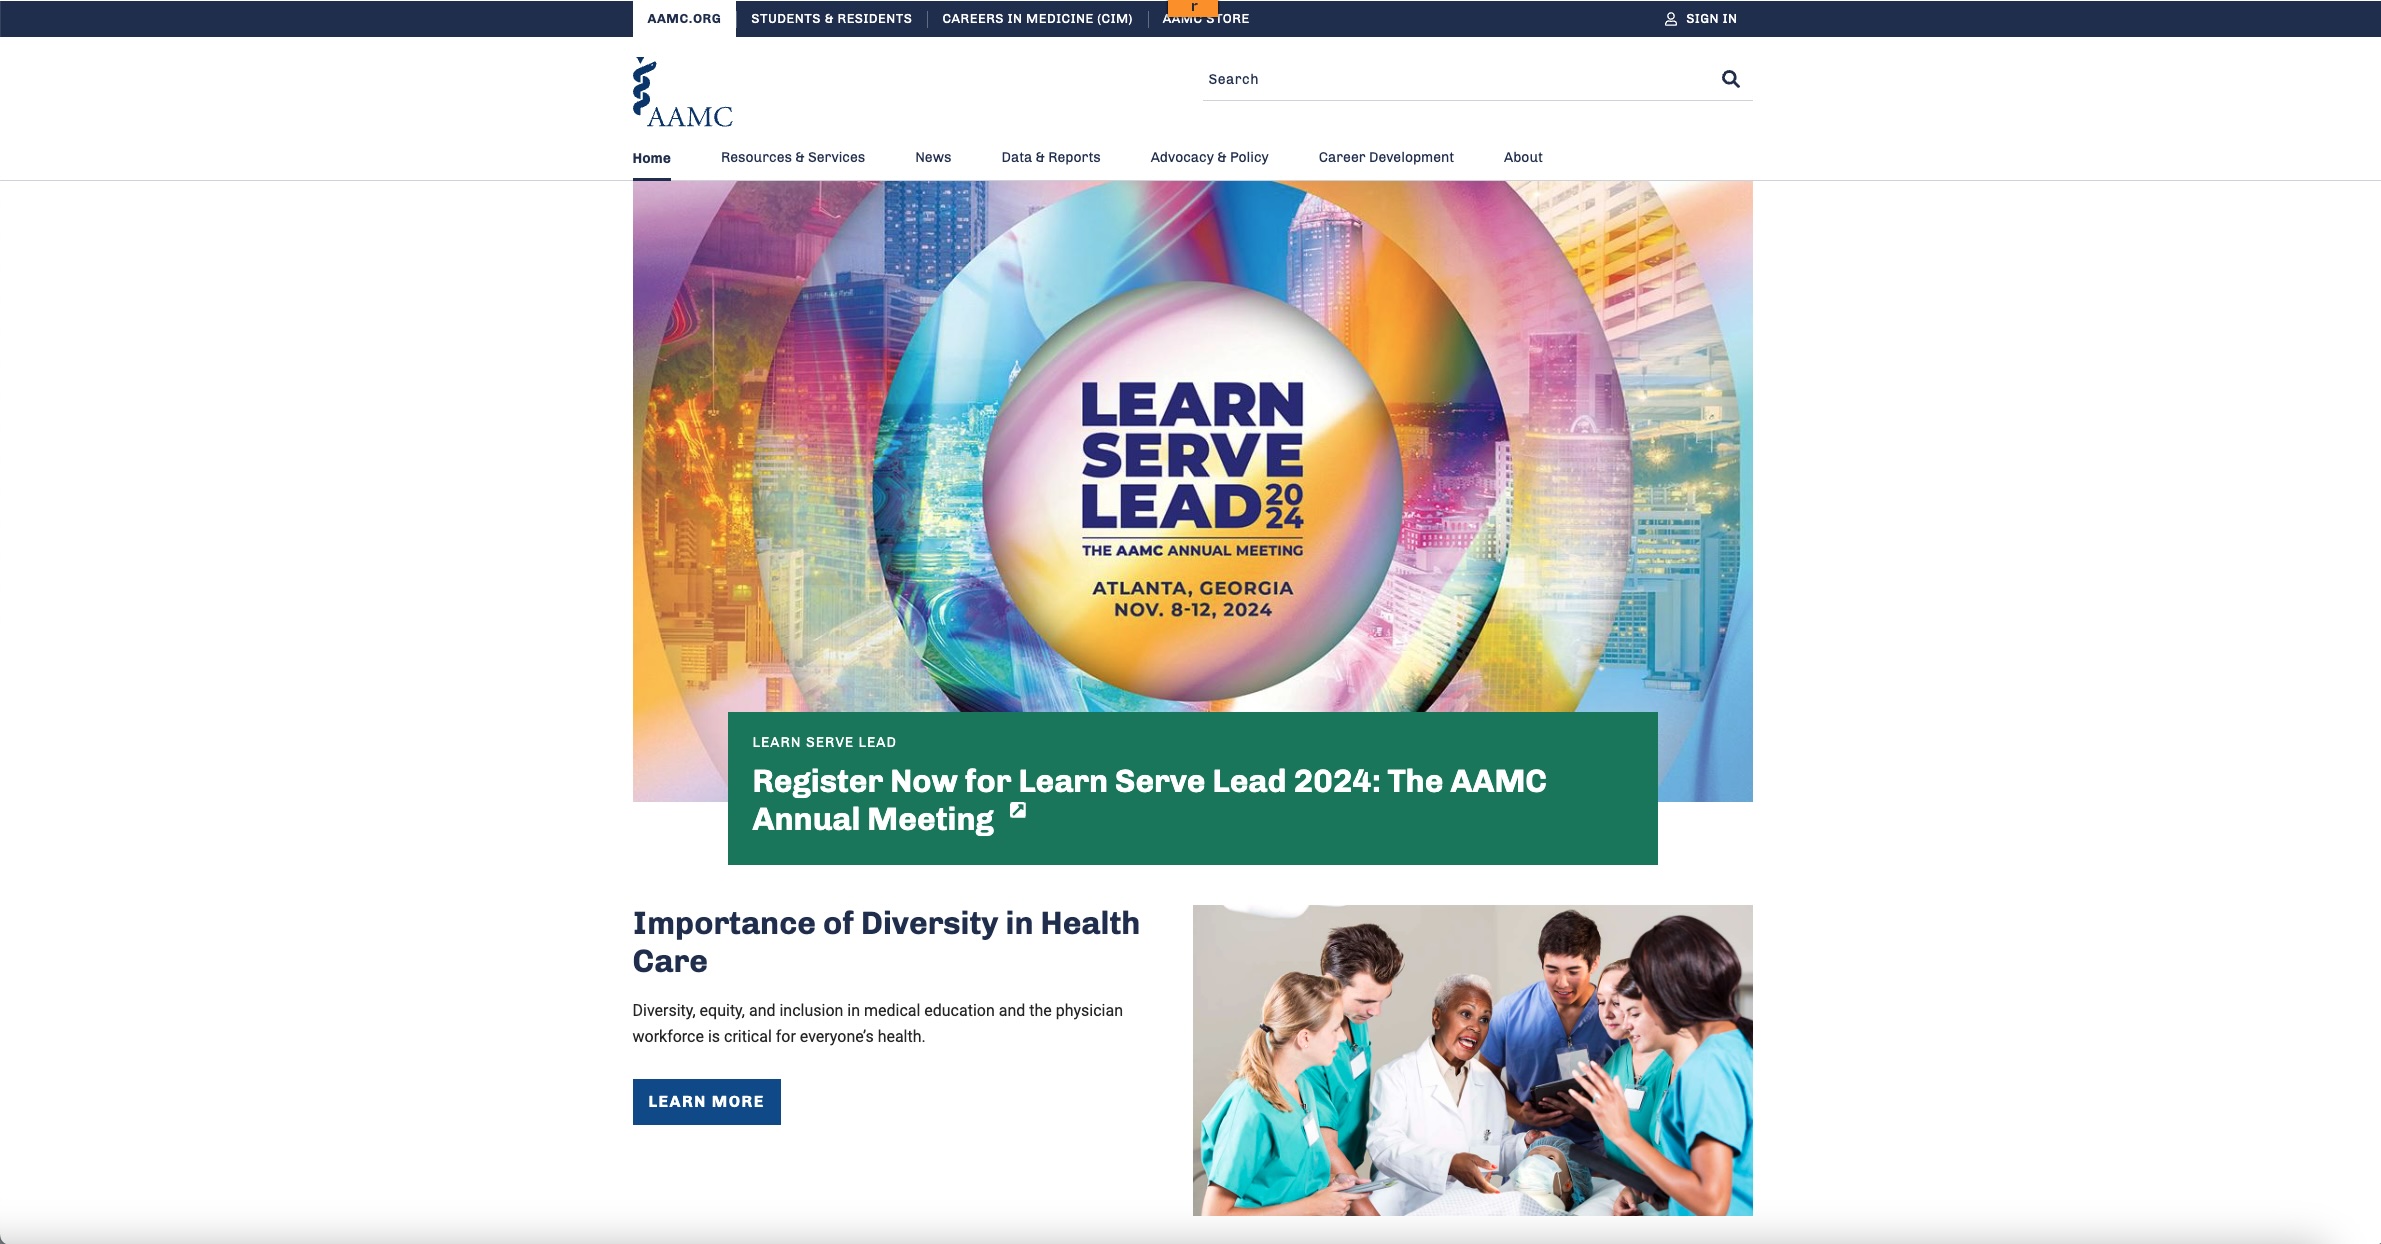 r
AAMC.ORG
STUDENTS & RESIDENTS
CAREERS IN MEDICINE (CIM)
AAMC STORE
SIGN IN
AAMC
Search
Home
Resources & Services
News
Data & Reports
Advocacy & Policy
Career Development
About
LEARN
SERVE
LEAD 20
24
THE AAMC ANNUAL MEETING
ATLANTA, GEORGIA
NOV. 8-12, 2024
LEARN SERVE LEAD
Register Now for Learn Serve Lead 2024: The AAMC
Annual Meeting
Importance of Diversity in Health
Care
Diversity, equity, and inclusion in medical education and the physician
workforce is critical for everyone’s health.
LEARN MORE